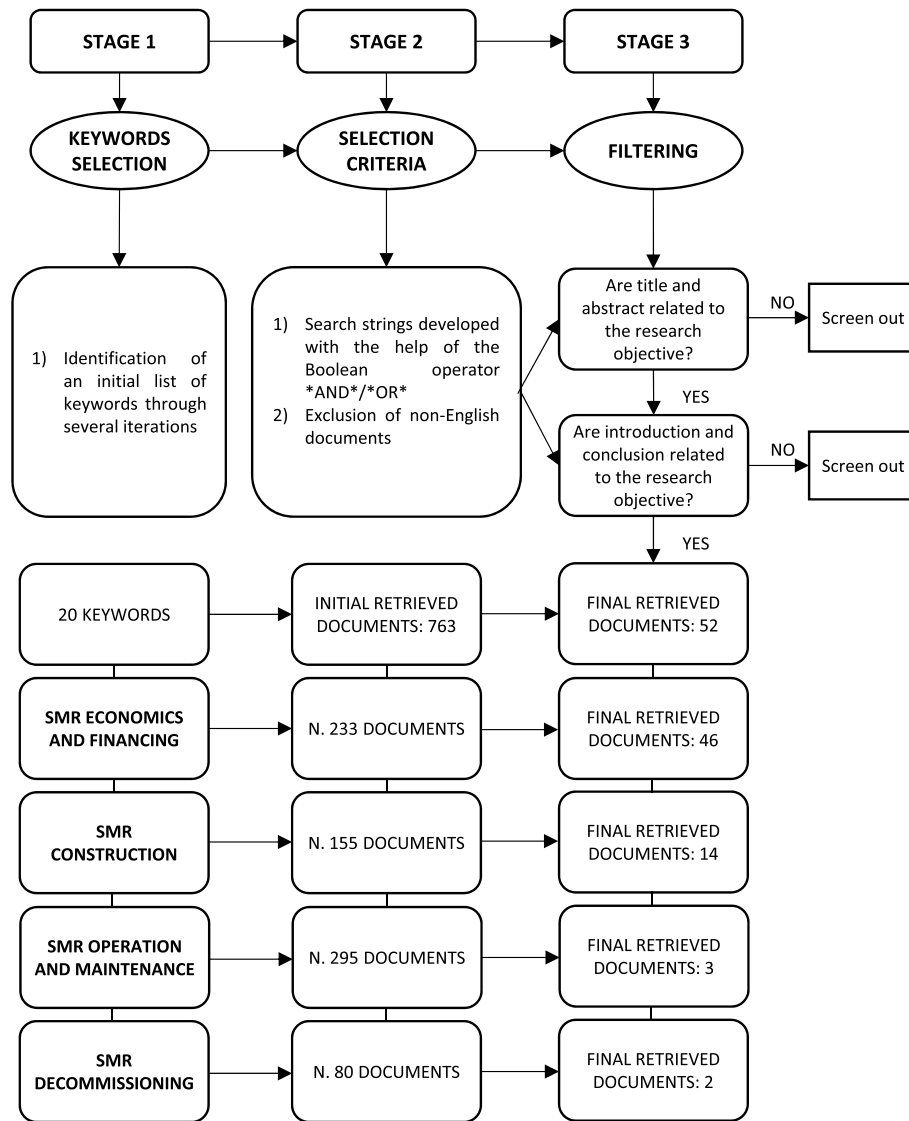 STAGE 1
STAGE 2
STAGE 3
KEYWORDS
SELECTION
SELECTION
CRITERIA
FILTERING
1) Identification of
an initial list of
keywords through
several iterations
1) Search strings developed
with the help of the
Boolean operator
*AND*/*OR*
2) Exclusion of non-English
documents
Are title and
abstract related to
the research
objective?
NO
Screen out
YES
Are introduction and
conclusion related
to the research
objective?
NO
Screen out
YES
20 KEYWORDS
INITIAL RETRIEVED
DOCUMENTS: 763
FINAL RETRIEVED
DOCUMENTS: 52
SMR ECONOMICS
AND FINANCING
N. 233 DOCUMENTS
FINAL RETRIEVED
DOCUMENTS: 46
SMR
CONSTRUCTION
N. 155 DOCUMENTS
FINAL RETRIEVED
DOCUMENTS: 14
SMR OPERATION
AND MAINTENANCE
N. 295 DOCUMENTS
FINAL RETRIEVED
DOCUMENTS: 3
SMR
DECOMMISSIONING
N. 80 DOCUMENTS
FINAL RETRIEVED
DOCUMENTS: 2